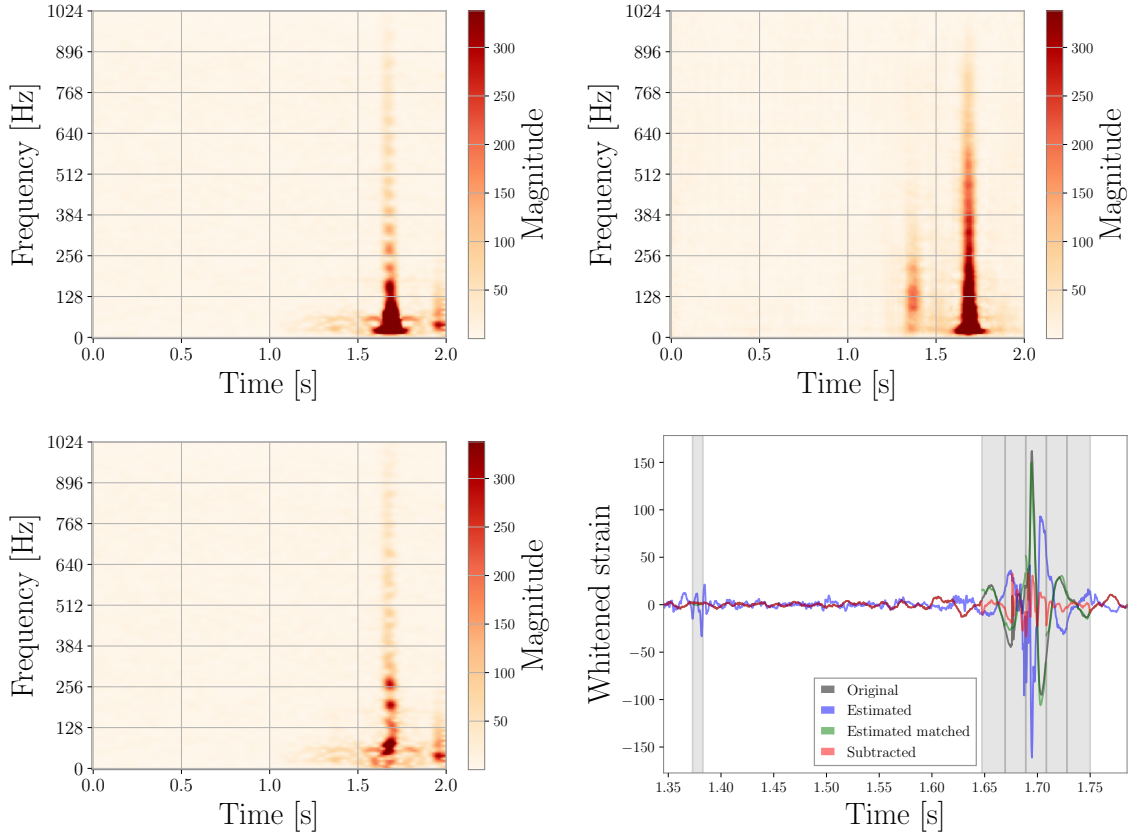 1024
896
768
640
512
384
256
128
0
Frequency [Hz]
0.0 0.5 1.0 1.5 2.0
Time [s]
300
250
200
150
100
50
Magnitude
1024
896
768
640
512
384
256
128
0
Frequency [Hz]
0.0 0.5 1.0 1.5 2.0
Time [s]
300
250
200
150
100
50
Magnitude
1024
896
768
640
512
384
256
128
0
Frequency [Hz]
0.0 0.5 1.0 1.5 2.0
Time [s]
300
250
200
150
100
50
Magnitude
150
100
50
0
−50
−100
−150
Whitened strain
Original
Estimated
Estimated matched
Subtracted
1.35 1.40 1.45 1.50 1.55 1.60 1.65 1.70 1.75
Time [s]